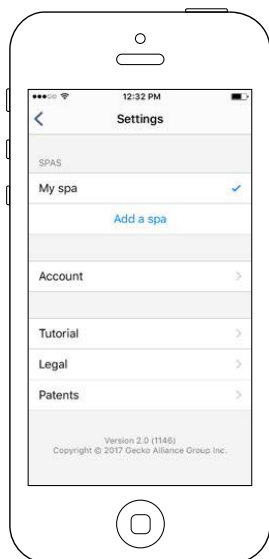 12:32 PM
Settings
SPAS
My spa
Add a spa
Account
Tutorial
Legal
Patents
Version 2.0 (1146)
Copyright © 2017 Gecko Alliance Group Inc.